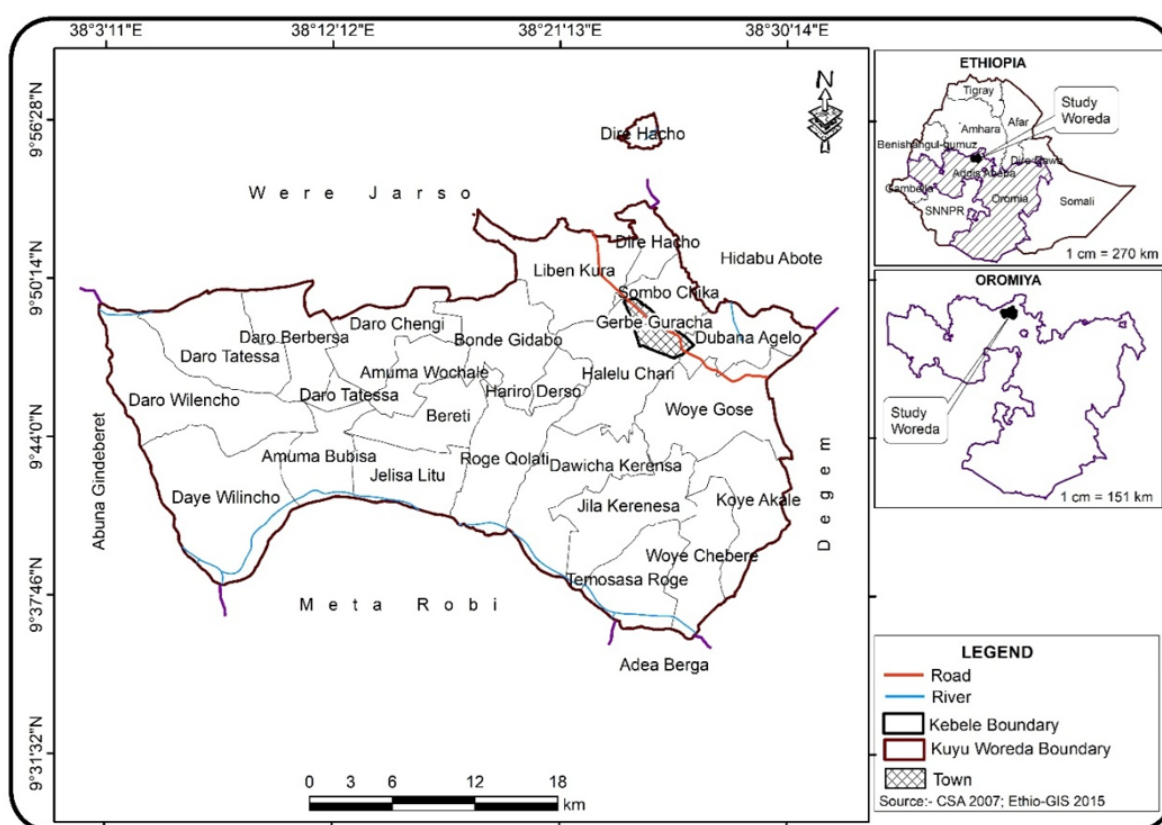 38°3'11"E 38°12'12"E 38°21'13"E 38°30'14"E
9°56'28"N
9°50'14"N
9°44'0"N
9°37'46"N
9°31'32"N
N
Dire Hacho
Were Jarso
Dire Hacho
Hidabu Abote
Liben Kura
Sombo Chika
Daro Chengi
Gerbe Guracha
Daro Berbersa
Bonde Gidabo
Dubana Agelo
Daro Tatessa
Amuma Wochale
Halelu Chari
Daro Wilencho
Daro Tatessa
Hariro Derso
Bereti
Woye Gose
Amuma Bubisa
Roge Qolati
Dawicha Kerensa
Jelisa Litu
Daye Wilincho
Jila Kerenesa
Koye Akale
Abuna Gindeberet
Degem
Woye Chebere
Temosasa Roge
Meta Robi
Adea Berga
0 3 6 12 18
km
ETHIOPIA
Tigray
Study
Woreda
Afar
Amhara
Benishangul-gumuz
Dire Dawa
Addis Ababa
Gambella
Oromia
Somali
SNNPR
1 cm = 270 km
OROMIYA
Study
Woreda
1 cm = 151 km
LEGEND
Road
River
Kebele Boundary
Kuyu Woreda Boundary
Town
Source:- CSA 2007; Ethio-GIS 2015